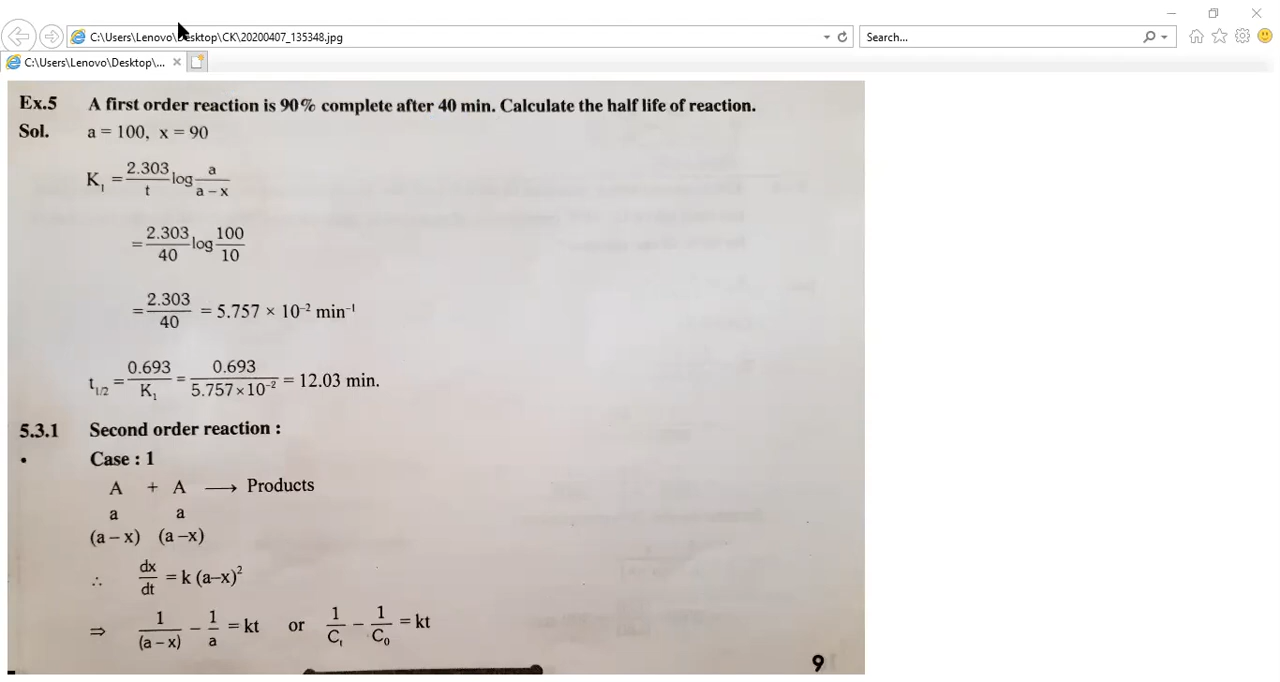 C:\Users\Lenovo\Desktop\CK\20200407_135348.jpg
Search...
C:\Users\Lenovo\Desktop\...
Ex.5 A first order reaction is 90% complete after 40 min. Calculate the half life of reaction.
Sol. a = 100, x = 90
K₁ = 2.303/t log a/(a – x)
= 2.303/40 log 100/10
= 2.303/40 = 5.757 × 10⁻² min⁻¹
t₁/₂ = 0.693/K₁ = 0.693/(5.757×10⁻²) = 12.03 min.
5.3.1 Second order reaction :
• Case : 1
A + A ⟶ Products
a a
(a – x) (a –x)
∴ dx/dt = k (a–x)²
⇒ 1/(a – x) – 1/a = kt or 1/Cₜ – 1/C₀ = kt
9